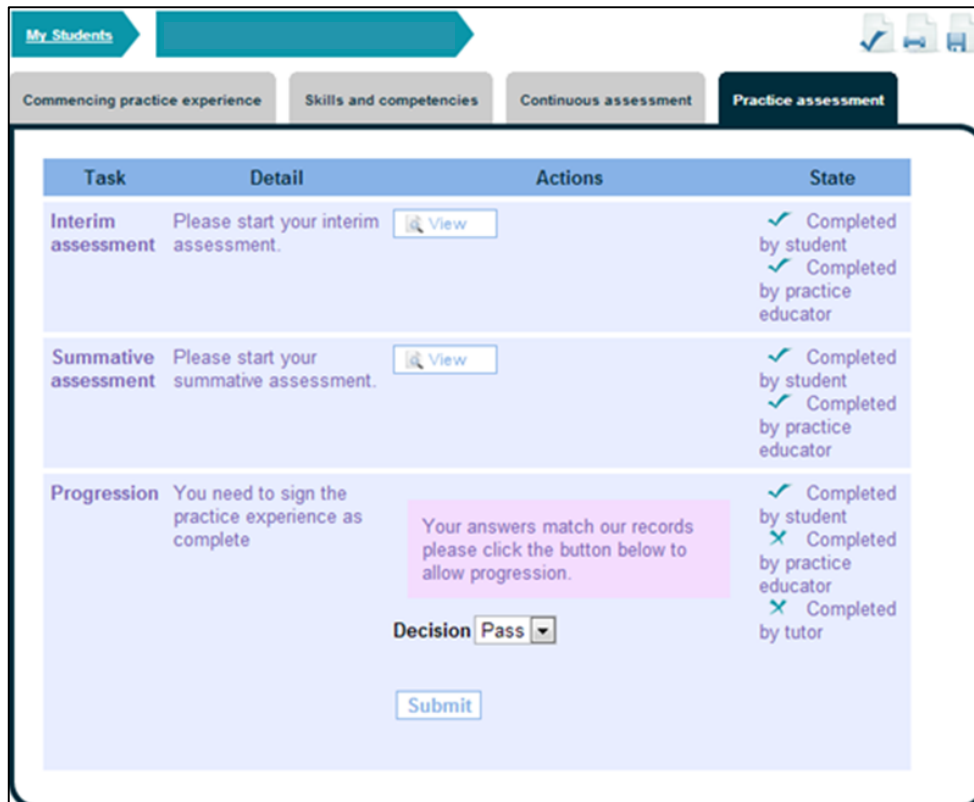 My Students
Commencing practice experience
Skills and competencies
Continuous assessment
Practice assessment
Task
Detail
Actions
State
Interim
assessment
Please start your interim
assessment.
View
Completed
by student
Completed
by practice
educator
Summative
assessment
Please start your
summative assessment.
View
Completed
by student
Completed
by practice
educator
Progression
You need to sign the
practice experience as
complete
Your answers match our records
please click the button below to
allow progression.
Decision Pass
Submit
Completed
by student
Completed
by practice
educator
Completed
by tutor